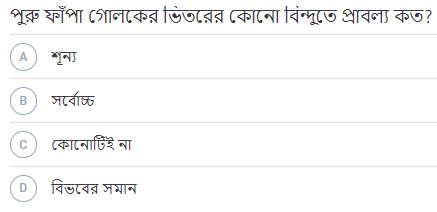 পুরু ফাঁপা গোলকের ভিতরের কোনো বিন্দুতে প্রাবল্য কত?
A শূন্য
B সর্বোচ্চ
C কোনোটিই না
D বিভবের সমান